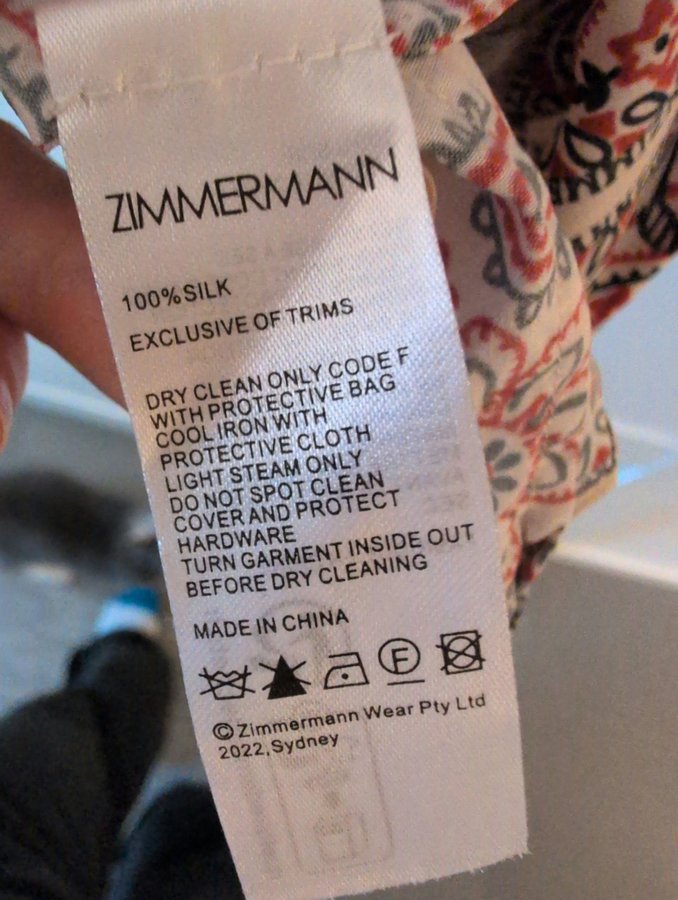 ZIMMERMANN
100% SILK
EXCLUSIVE OF TRIMS
DRY CLEAN ONLY CODE F
WITH PROTECTIVE BAG
COOL IRON WITH
PROTECTIVE CLOTH
LIGHT STEAM ONLY
DO NOT SPOT CLEAN
COVER AND PROTECT
HARDWARE
TURN GARMENT INSIDE OUT
BEFORE DRY CLEANING
MADE IN CHINA
F
©Zimmermann Wear Pty Ltd
2022,Sydney